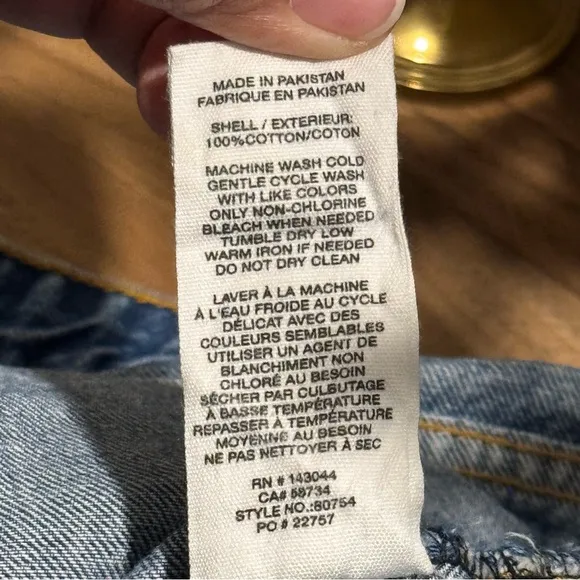 MADE IN PAKISTAN
FABRIQUE EN PAKISTAN
SHELL / EXTERIEUR:
100%COTTON/COTON
MACHINE WASH COLD
GENTLE CYCLE WASH
WITH LIKE COLORS
ONLY NON-CHLORINE
BLEACH WHEN NEEDED
TUMBLE DRY LOW
WARM IRON IF NEEDED
DO NOT DRY CLEAN
LAVER À LA MACHINE
À L'EAU FROIDE AU CYCLE
DÉLICAT AVEC DES
COULEURS SEMBLABLES
UTILISER UN AGENT DE
BLANCHIMENT NON
CHLORÉ AU BESOIN
SÉCHER PAR CULBUTAGE
À BASSE TEMPÉRATURE
REPASSER À TEMPÉRATURE
MOYENNE AU BESOIN
NE PAS NETTOYER À SEC
RN # 143044
CA# 58734
STYLE NO.:80754
PO # 22757